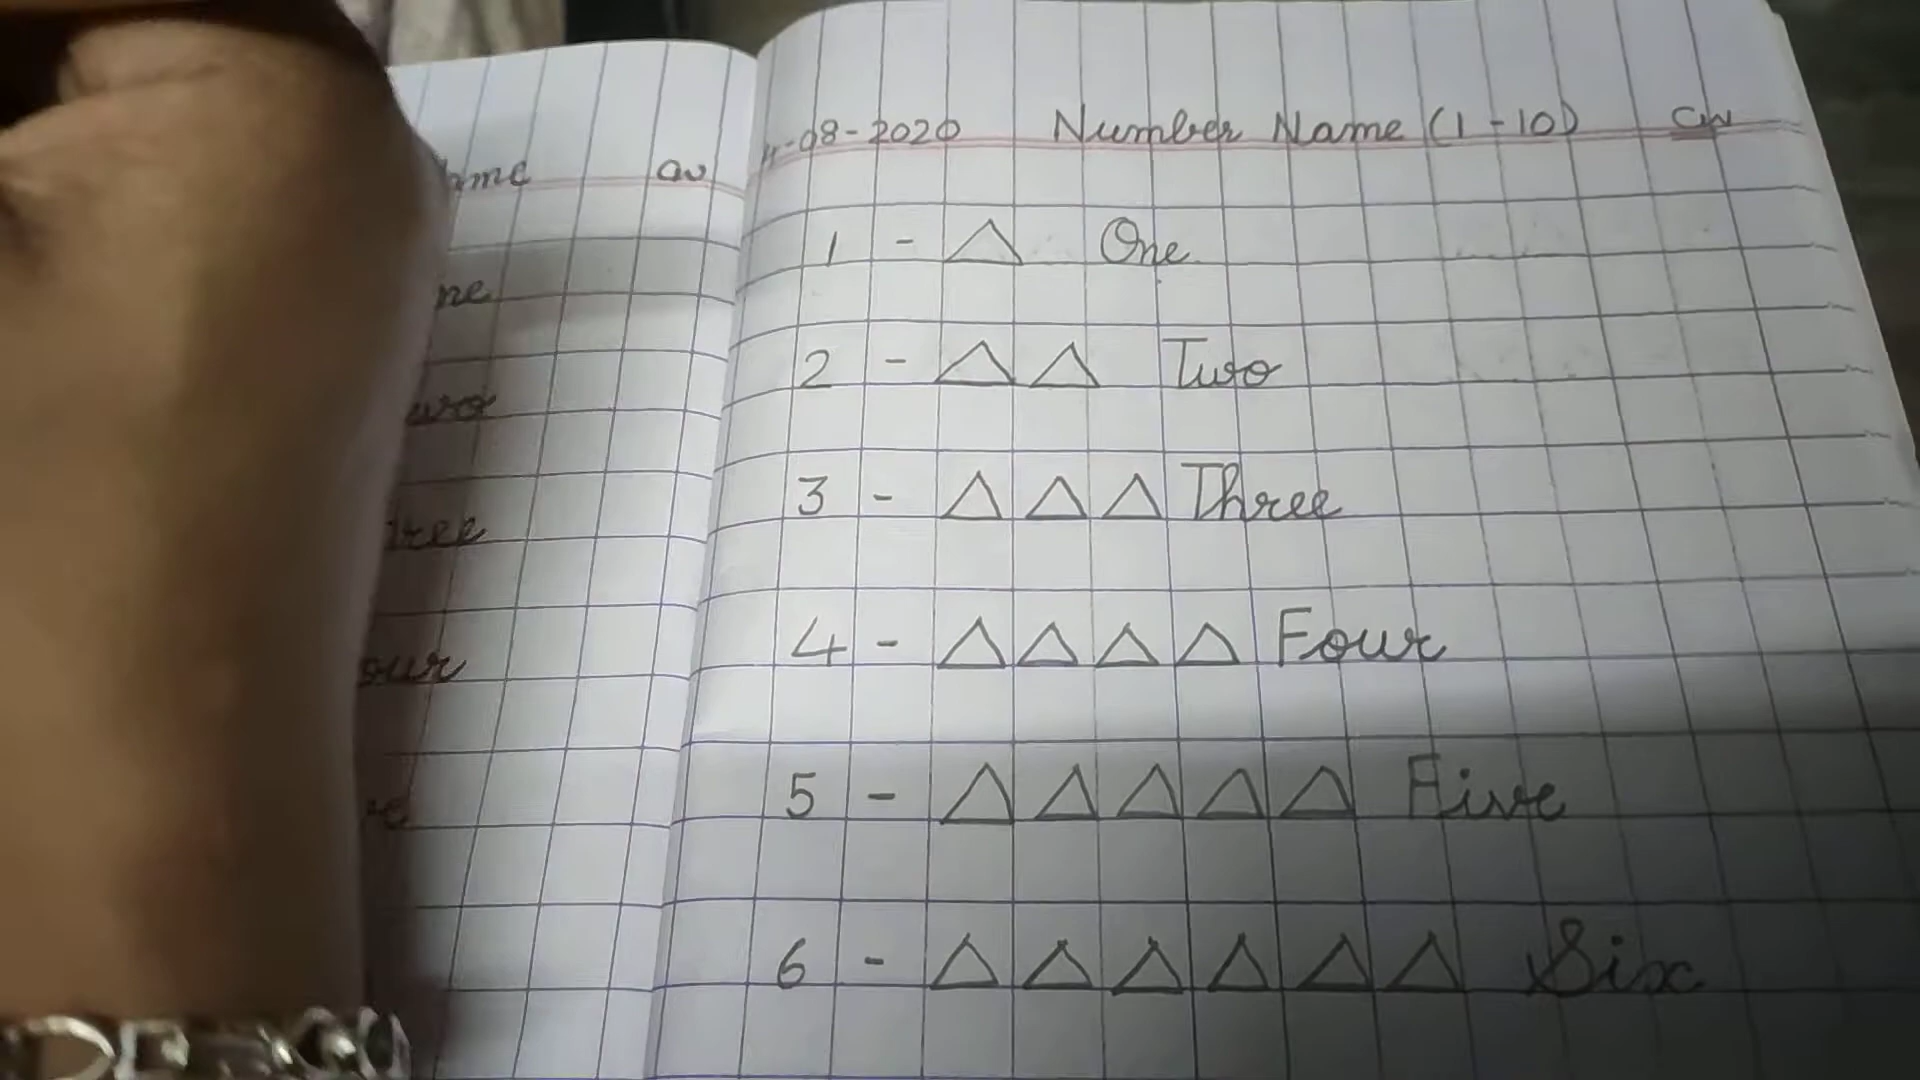 -08-2020 Number Name (1-10) CW
1 - △ One
2 - △△ Two
3 - △△△ Three
4 - △△△△ Four
5 - △△△△△ Five
6 - △△△△△△ Six